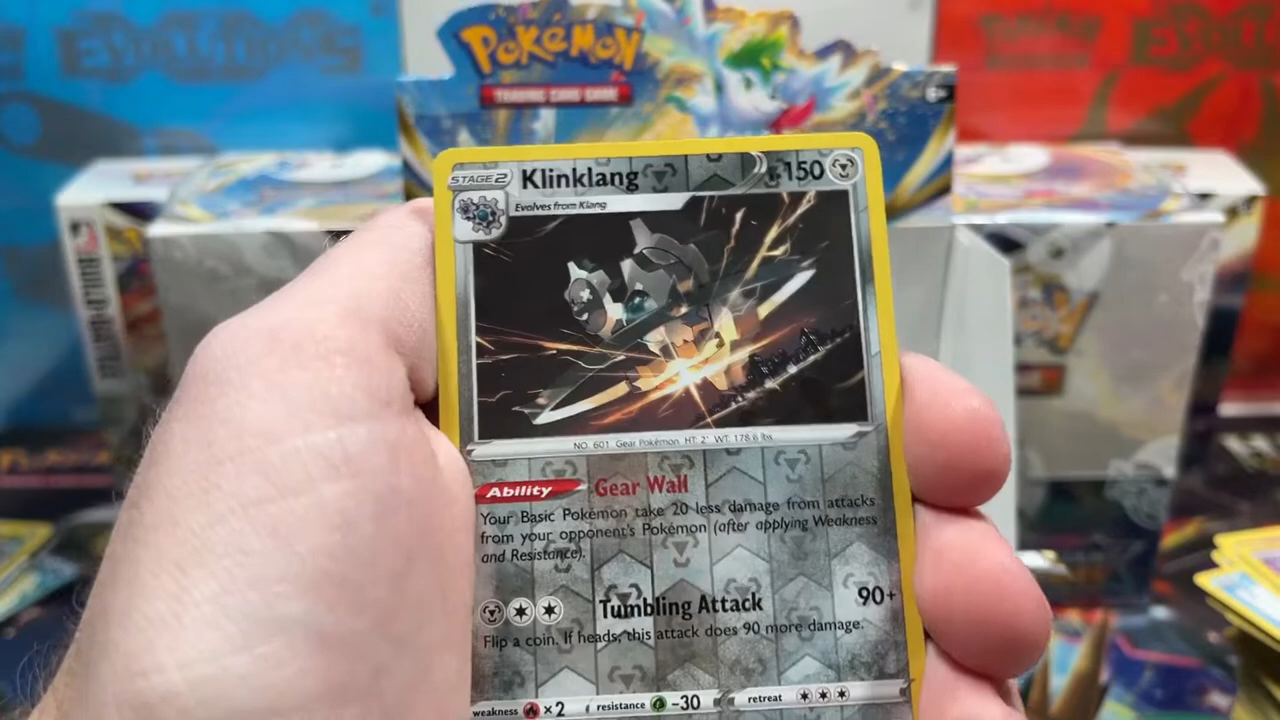 EVOLUTIONS
POKéMON
TRADING CARD GAME
6+
STAGE 2
Klinklang
150
Evolves from Klang
NO. 601 Gear Pokémon HT: 2' WT: 178.6 lbs
Ability Gear Wall
Your Basic Pokémon take 20 less damage from attacks
from your opponent's Pokémon (after applying Weakness
and Resistance).
Tumbling Attack 90+
Flip a coin. If heads, this attack does 90 more damage.
weakness ×2 resistance -30 retreat